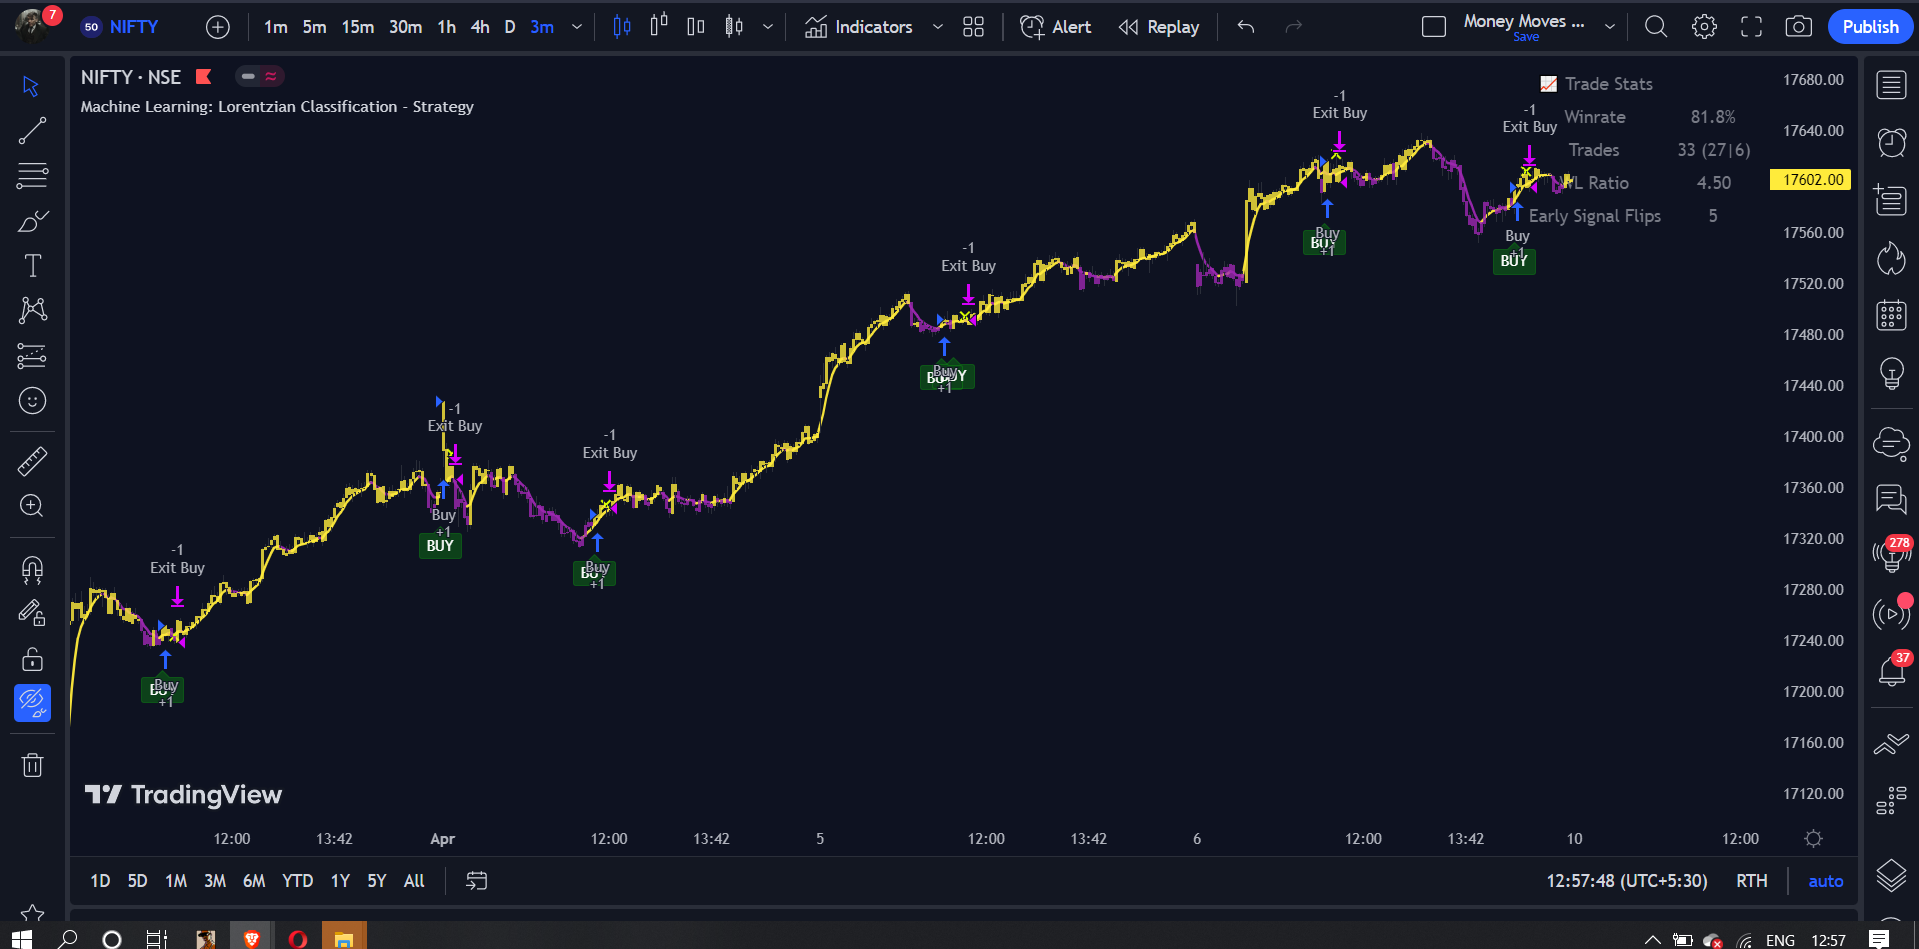 7
50 NIFTY
1m 5m 15m 30m 1h 4h D 3m
Indicators
Alert
Replay
Money Moves ...
Save
Publish
NIFTY · NSE
Machine Learning: Lorentzian Classification - Strategy
📈 Trade Stats
Winrate 81.8%
Trades 33 (27|6)
WL Ratio 4.50
Early Signal Flips 5
-1
Exit Buy
-1
Exit Buy
-1
Exit Buy
-1
Exit Buy
-1
Exit Buy
-1
Exit Buy
Buy
+1
Buy
+1
BUY
Buy
+1
Buy
+1
Buy
BUY
+1
Buy
+1
BUY
17680.00
17640.00
17602.00
17560.00
17520.00
17480.00
17440.00
17400.00
17360.00
17320.00
17280.00
17240.00
17200.00
17160.00
17120.00
278
37
TradingView
12:00 13:42 Apr 12:00 13:42 5 12:00 13:42 6 12:00 13:42 10 12:00
1D 5D 1M 3M 6M YTD 1Y 5Y All
12:57:48 (UTC+5:30) RTH auto
ENG 12:57